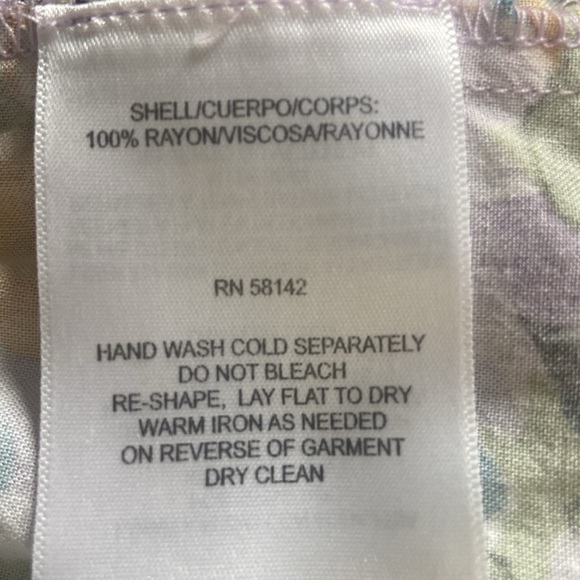 SHELL/CUERPO/CORPS:
100% RAYON/VISCOSA/RAYONNE
RN 58142
HAND WASH COLD SEPARATELY
DO NOT BLEACH
RE-SHAPE, LAY FLAT TO DRY
WARM IRON AS NEEDED
ON REVERSE OF GARMENT
DRY CLEAN